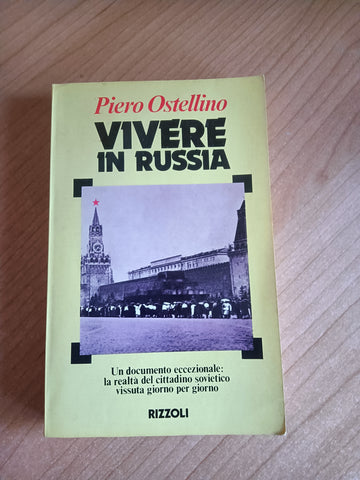 Piero Ostellino
VIVERE
IN RUSSIA
Un documento eccezionale:
la realtà del cittadino sovietico
vissuta giorno per giorno
RIZZOLI